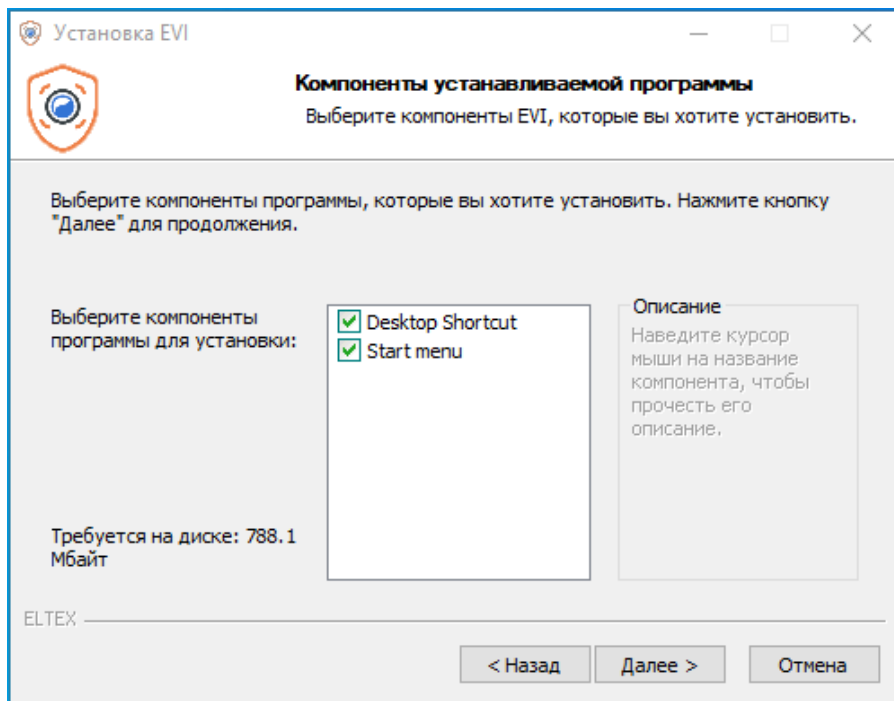 Установка EVI
Компоненты устанавливаемой программы
Выберите компоненты EVI, которые вы хотите установить.
Выберите компоненты программы, которые вы хотите установить. Нажмите кнопку
"Далее" для продолжения.
Выберите компоненты
программы для установки:
Desktop Shortcut
Start menu
Описание
Наведите курсор
мыши на название
компонента, чтобы
прочесть его
описание.
Требуется на диске: 788.1
Мбайт
ELTEX
< Назад
Далее >
Отмена